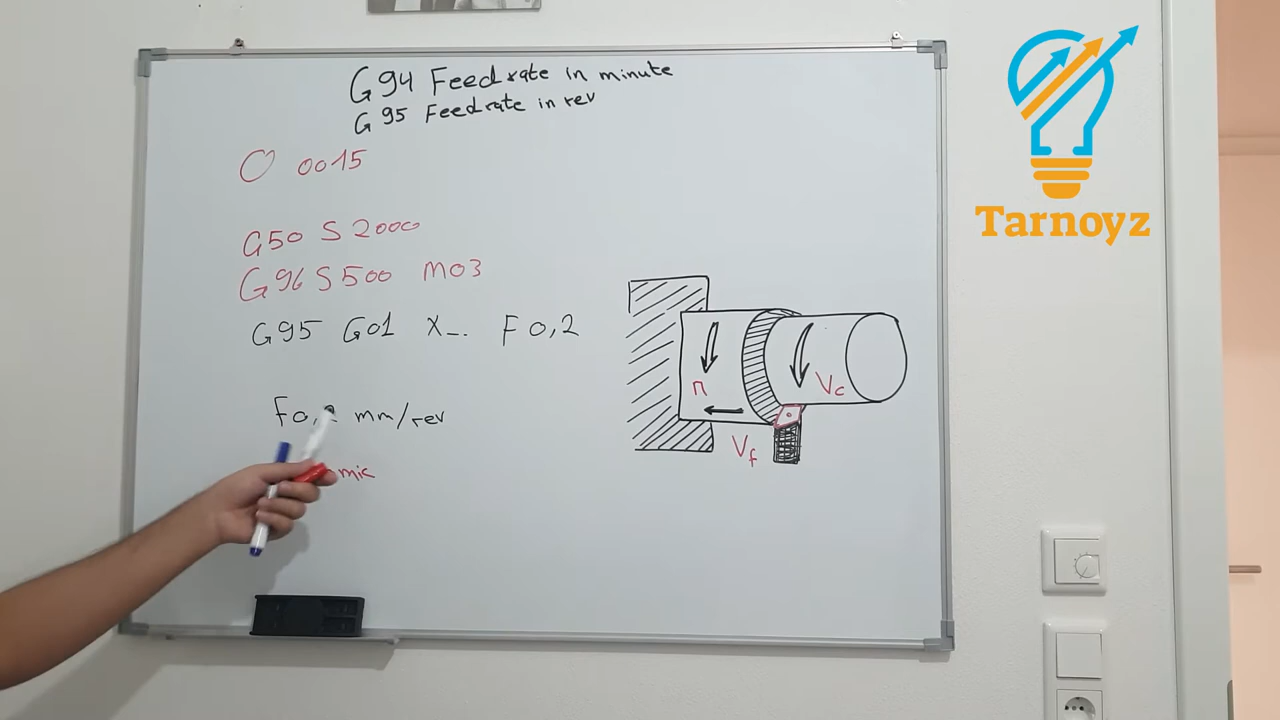 G94 Feedrate in minute
G95 Feedrate in rev
O 0015
G50 S2000
G96 S500 M03
G95 G01 X-.. F0,2
n
Vc
Vf
mm/rev
Tarnoyz